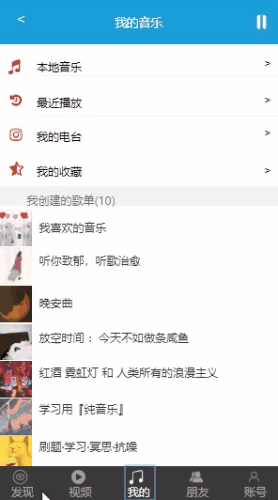 <
我的音乐
本地音乐 >
最近播放 >
我的电台 >
我的收藏 >
我创建的歌单(10)
我喜欢的音乐
听你致郁，听歌治愈
晚安曲
放空时间 ：今天不如做条咸鱼
红酒 霓虹灯 和 人类所有的浪漫主义
学习用『纯音乐』
刷题·学习·冥思·抗噪
发现 视频 我的 朋友 账号